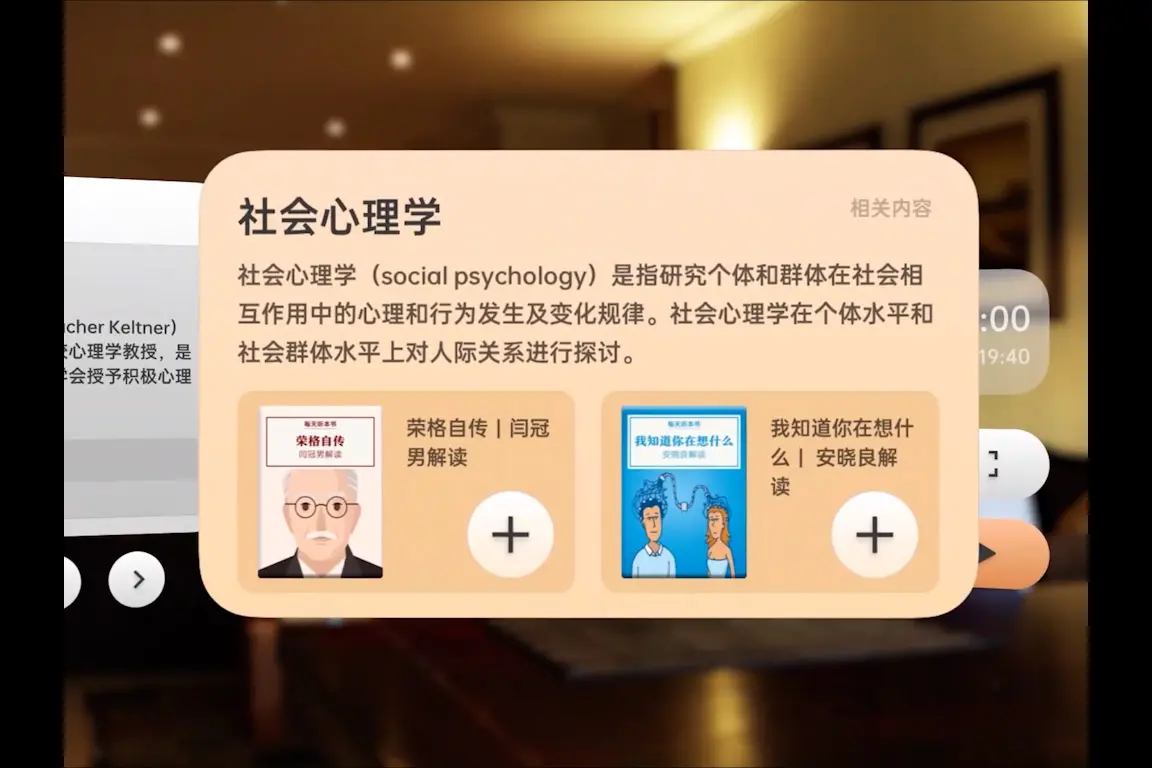 社会心理学
相关内容
社会心理学（social psychology）是指研究个体和群体在社会相
互作用中的心理和行为发生及变化规律。社会心理学在个体水平和
社会群体水平上对人际关系进行探讨。
每天听本书
荣格自传
闫冠男解读
荣格自传 | 闫冠
男解读
每天听本书
我知道你在想什么
安晓良解读
我知道你在想什
么 | 安晓良解
读
acher Keltner）
心理学教授，是
学会授予积极心理
:00
19:40